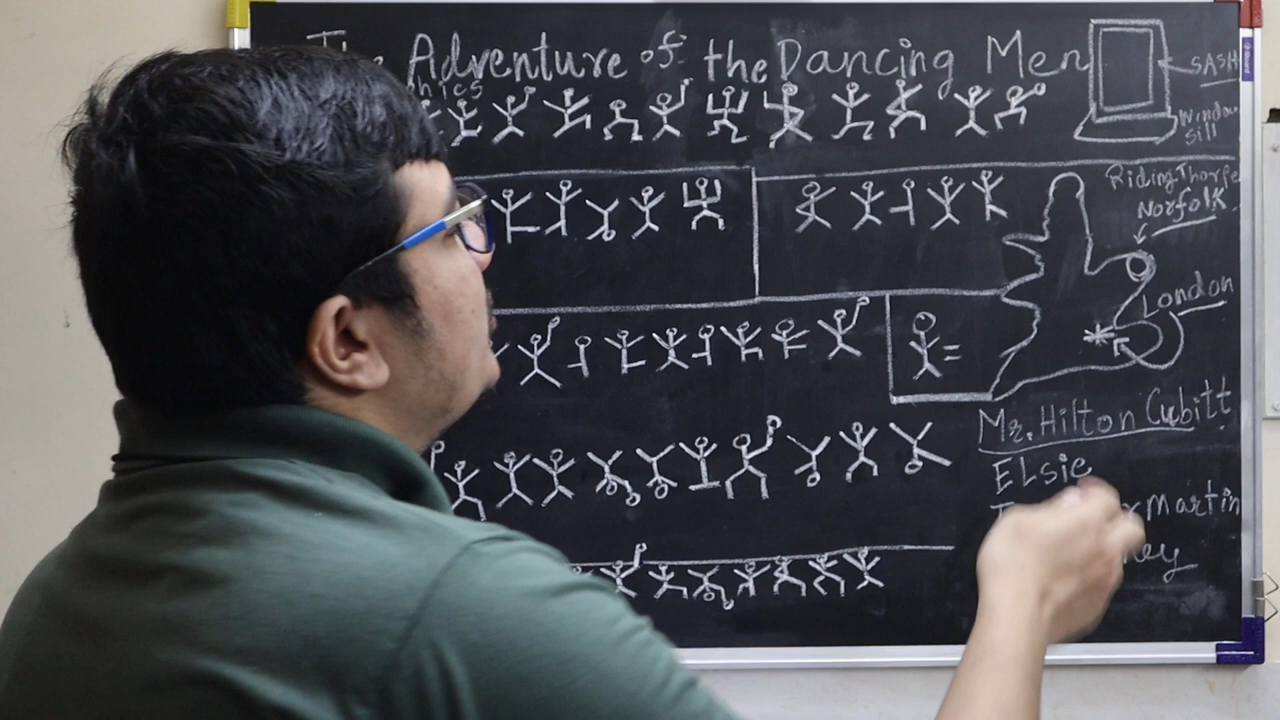 The Adventure of the Dancing Men
SASH
Window
Sill
Riding Thorpe
Norfolk
London
=
Mr. Hilton Cubitt
ELsie
Martin